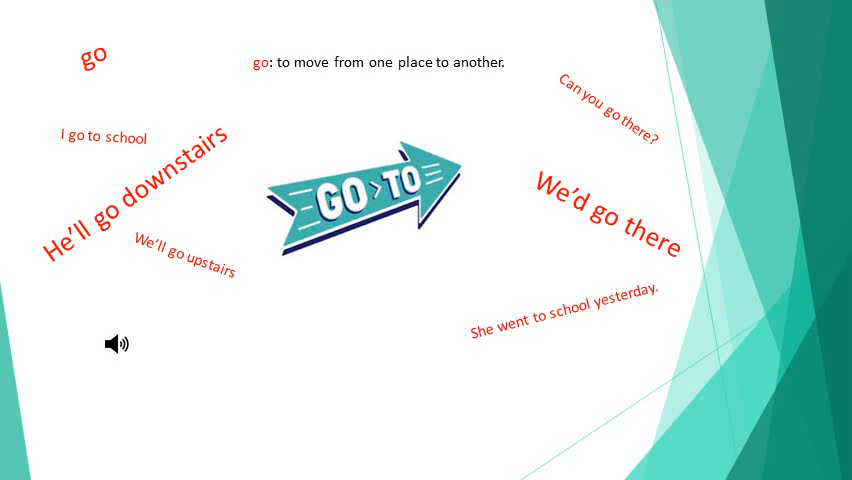 go
go: to move from one place to another.
Can you go there?
I go to school
He’ll go downstairs
GO > TO
We’d go there
We’ll go upstairs
She went to school yesterday.